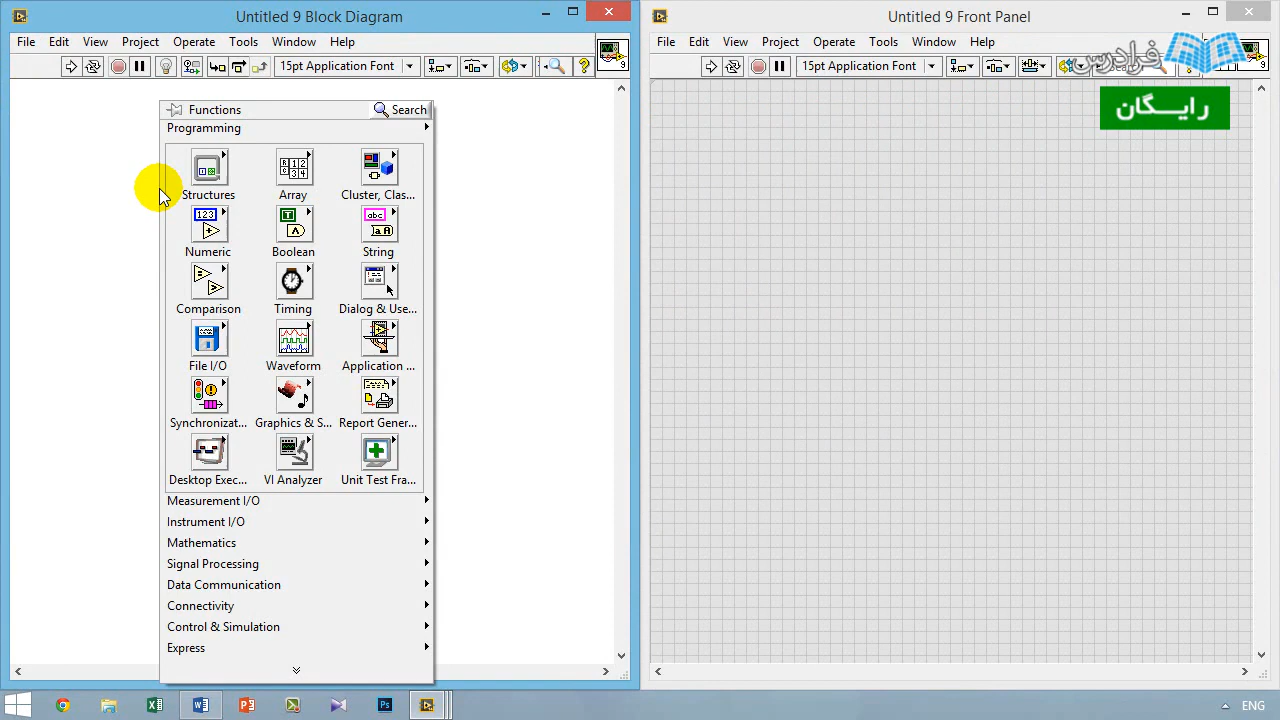 Untitled 9 Block Diagram
File Edit View Project Operate Tools Window Help
15pt Application Font
9
Functions
Search
Programming
Structures
Array
Cluster, Clas...
Numeric
Boolean
String
Comparison
Timing
Dialog & Use...
File I/O
Waveform
Application ...
Synchronizat...
Graphics & S...
Report Gener...
Desktop Exec...
VI Analyzer
Unit Test Fra...
Measurement I/O
Instrument I/O
Mathematics
Signal Processing
Data Communication
Connectivity
Control & Simulation
Express
Untitled 9 Front Panel
File Edit View Project Operate Tools Window Help
15pt Application Font
9
فرادرس
رایگان
ENG